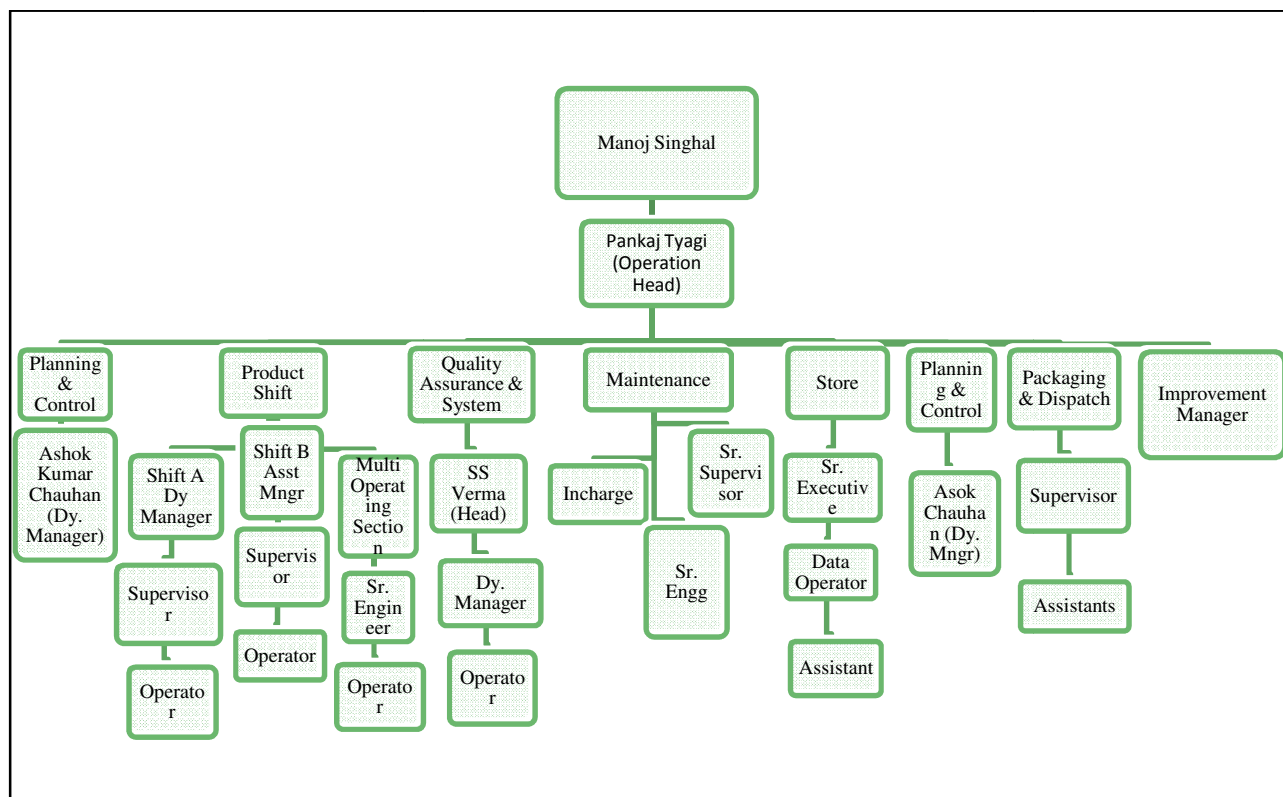 Manoj Singhal
Pankaj Tyagi
(Operation
Head)
Planning
&
Control
Product
Shift
Quality
Assurance &
System
Maintenance
Store
Plannin
g &
Control
Packaging
& Dispatch
Improvement
Manager
Ashok
Kumar
Chauhan
(Dy.
Manager)
Shift A
Dy
Manager
Superviso
r
Operato
r
Shift B
Asst
Mngr
Supervis
or
Operator
Multi
Operat
ing
Sectio
n
Sr.
Engin
eer
Operato
r
SS
Verma
(Head)
Dy.
Manager
Operato
r
Incharge
Sr.
Engg
Sr.
Supervi
sor
Sr.
Executiv
e
Data
Operator
Assistant
Asok
Chauha
n (Dy.
Mngr)
Supervisor
Assistants